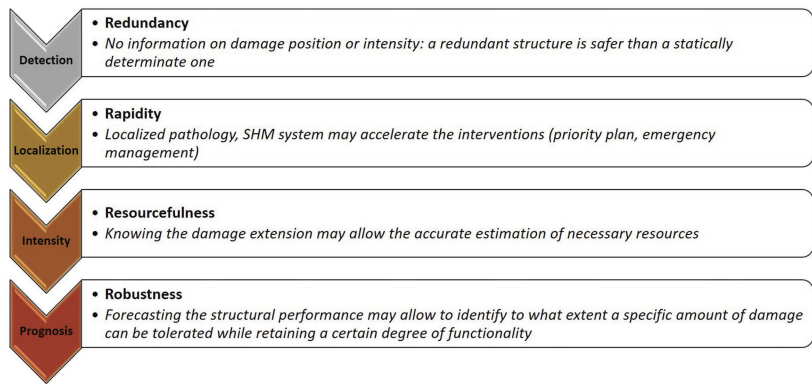 Detection
• Redundancy
• No information on damage position or intensity: a redundant structure is safer than a statically
determinate one
Localization
• Rapidity
• Localized pathology, SHM system may accelerate the interventions (priority plan, emergency
management)
Intensity
• Resourcefulness
• Knowing the damage extension may allow the accurate estimation of necessary resources
Prognosis
• Robustness
• Forecasting the structural performance may allow to identify to what extent a specific amount of damage
can be tolerated while retaining a certain degree of functionality